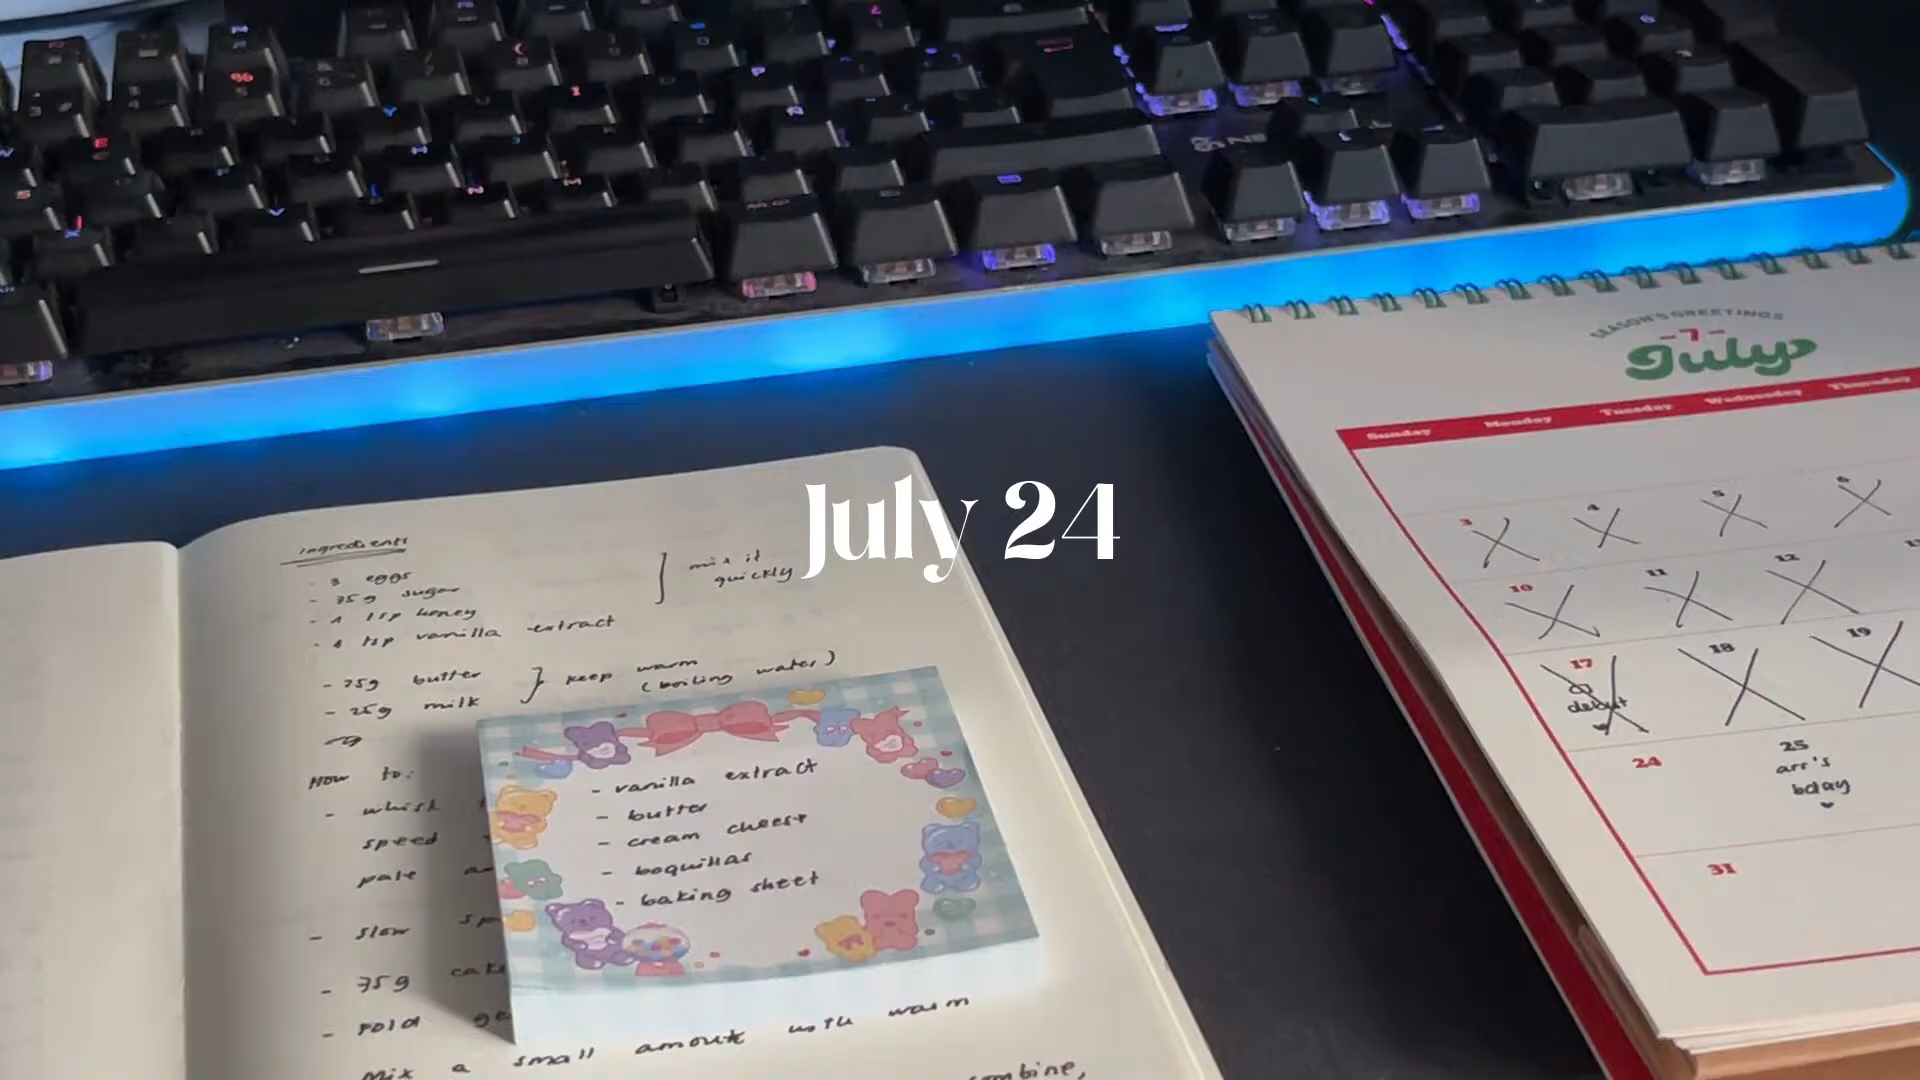 July 24
SEASON'S GREETINGS
-7-
July
Sunday Monday Tuesday Wednesday Thursday
3 4 5 6
10 11 12
17 18 19
debut
24 25
arr's
bday
31
ingredients
- 3 eggs
- 75g sugar
- 1 tsp honey
- 1 tsp vanilla extract
mix it
quickly
- 25g butter
- 25g milk
keep warm
(boiling water)
How to:
- whisk
speed
pale
- slow
- 75g
- Fold
Mix a small amount with warm
combine,
- vanilla extract
- butter
- cream cheese
- boquillas
- baking sheet